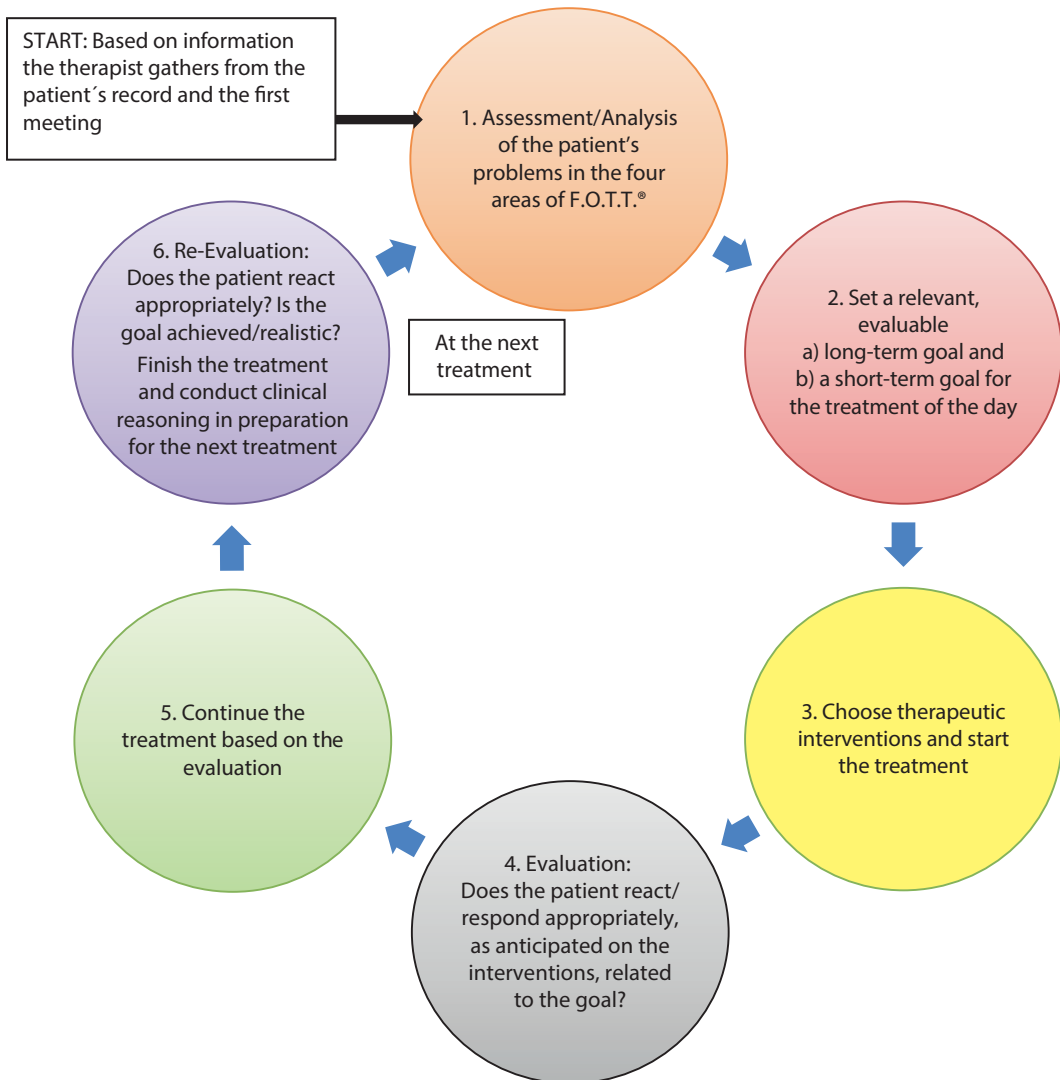 START: Based on information
the therapist gathers from the
patient´s record and the first
meeting
1. Assessment/Analysis
of the patient’s
problems in the four
areas of F.O.T.T.®
2. Set a relevant,
evaluable
a) long-term goal and
b) a short-term goal for
the treatment of the day
3. Choose therapeutic
interventions and start
the treatment
4. Evaluation:
Does the patient react/
respond appropriately,
as anticipated on the
interventions, related
to the goal?
5. Continue the
treatment based on the
evaluation
6. Re-Evaluation:
Does the patient react
appropriately? Is the
goal achieved/realistic?
Finish the treatment
and conduct clinical
reasoning in preparation
for the next treatment
At the next
treatment